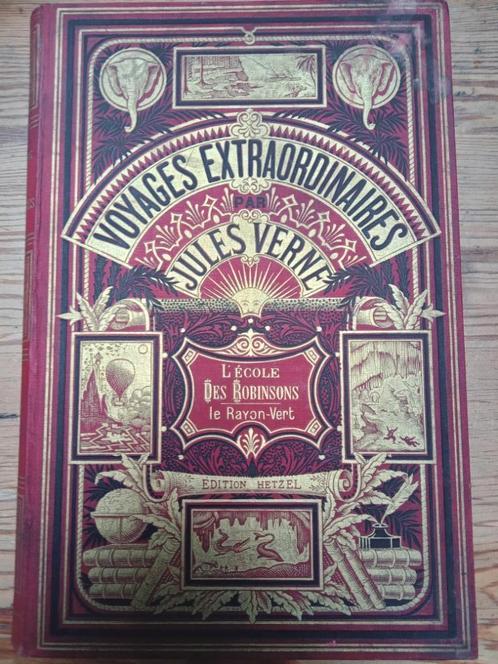 VOYAGES EXTRAORDINAIRES
PAR
JULES VERNE
L'ÉCOLE
DES ROBINSONS
le Rayon-Vert
ÉDITION HETZEL